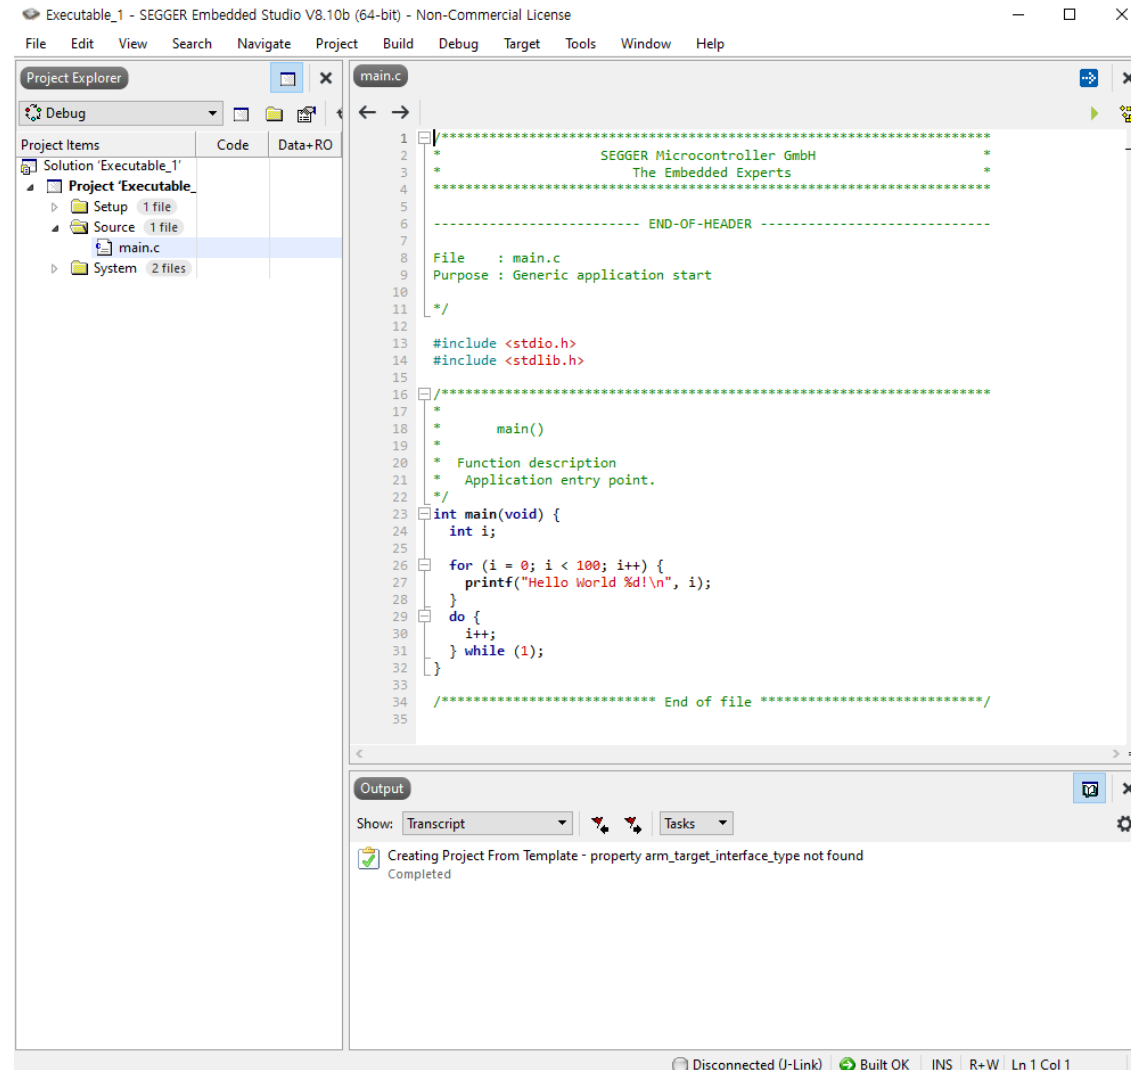 Executable_1 - SEGGER Embedded Studio V8.10b (64-bit) - Non-Commercial License
File Edit View Search Navigate Project Build Debug Target Tools Window Help
Project Explorer
Debug
Project Items Code Data+RO
Solution 'Executable_1'
Project 'Executable_
Setup 1 file
Source 1 file
main.c
System 2 files
main.c
1 /*********************************************************************
2 * SEGGER Microcontroller GmbH *
3 * The Embedded Experts *
4 **********************************************************************
5
6 -------------------------- END-OF-HEADER -----------------------------
7
8 File : main.c
9 Purpose : Generic application start
10
11 */
12
13 #include <stdio.h>
14 #include <stdlib.h>
15
16 /*********************************************************************
17 *
18 * main()
19 *
20 * Function description
21 * Application entry point.
22 */
23 int main(void) {
24 int i;
25
26 for (i = 0; i < 100; i++) {
27 printf("Hello World %d!\n", i);
28 }
29 do {
30 i++;
31 } while (1);
32 }
33
34 /*************************** End of file ****************************/
35
Output
Show: Transcript Tasks
Creating Project From Template - property arm_target_interface_type not found
Completed
Disconnected (J-Link) Built OK INS R+W Ln 1 Col 1